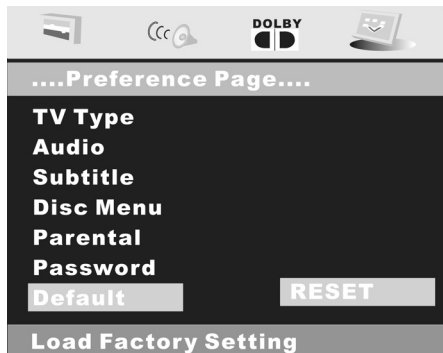 DOLBY
....Preference Page....
TV Type
Audio
Subtitle
Disc Menu
Parental
Password
Default RESET
Load Factory Setting